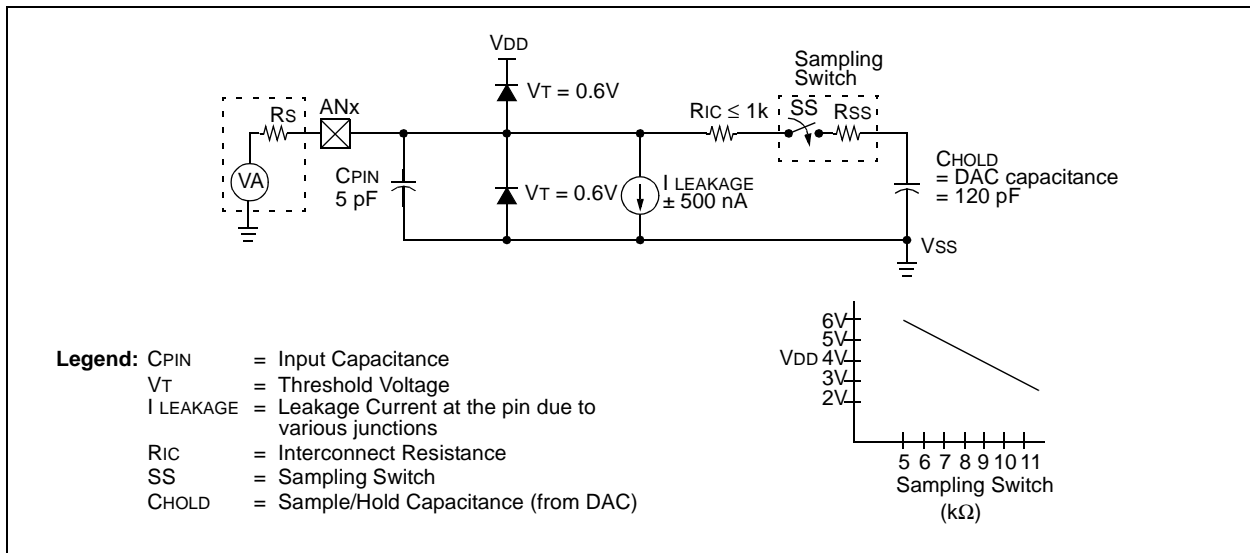 VDD
Sampling
Switch
VT = 0.6V
RS
ANx
RIC ≤ 1k
SS
RSS
VA
CPIN
5 pF
VT = 0.6V
I LEAKAGE
± 500 nA
CHOLD
= DAC capacitance
= 120 pF
VSS
6V
5V
VDD 4V
3V
2V
5 6 7 8 9 10 11
Sampling Switch
(kΩ)
Legend: CPIN = Input Capacitance
VT = Threshold Voltage
I LEAKAGE = Leakage Current at the pin due to
various junctions
RIC = Interconnect Resistance
SS = Sampling Switch
CHOLD = Sample/Hold Capacitance (from DAC)